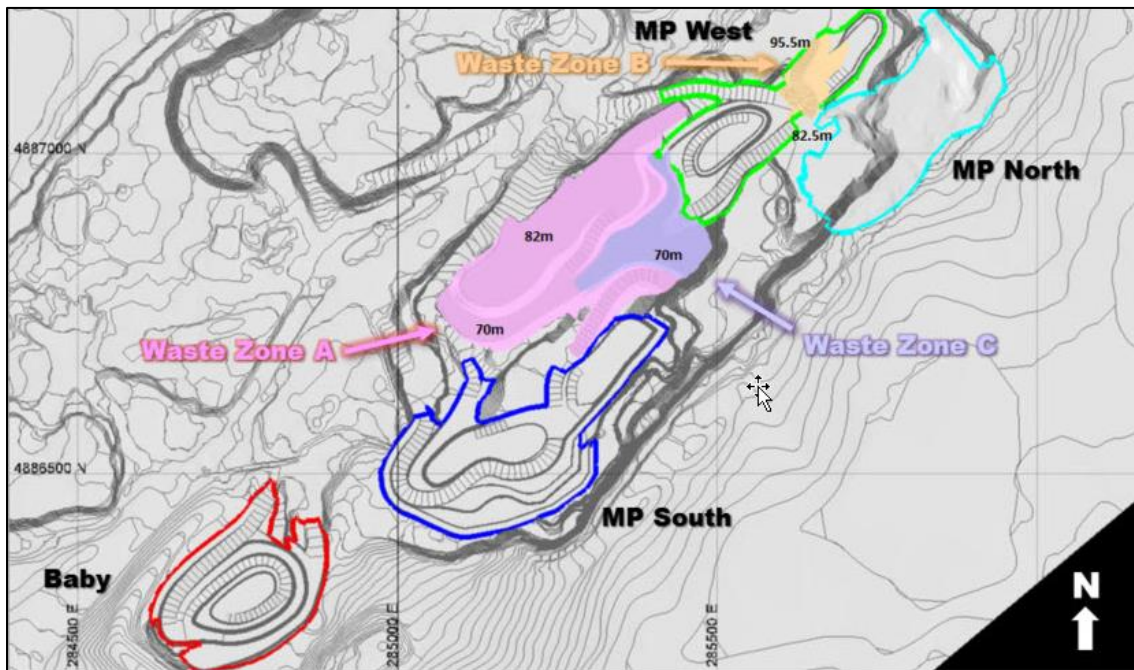 MP West
95.5m
Waste Zone B
82.5m
4887000 N
MP North
82m
70m
70m
Waste Zone A
Waste Zone C
4886500 N
MP South
Baby
N
284500 E
285000 E
285500 E